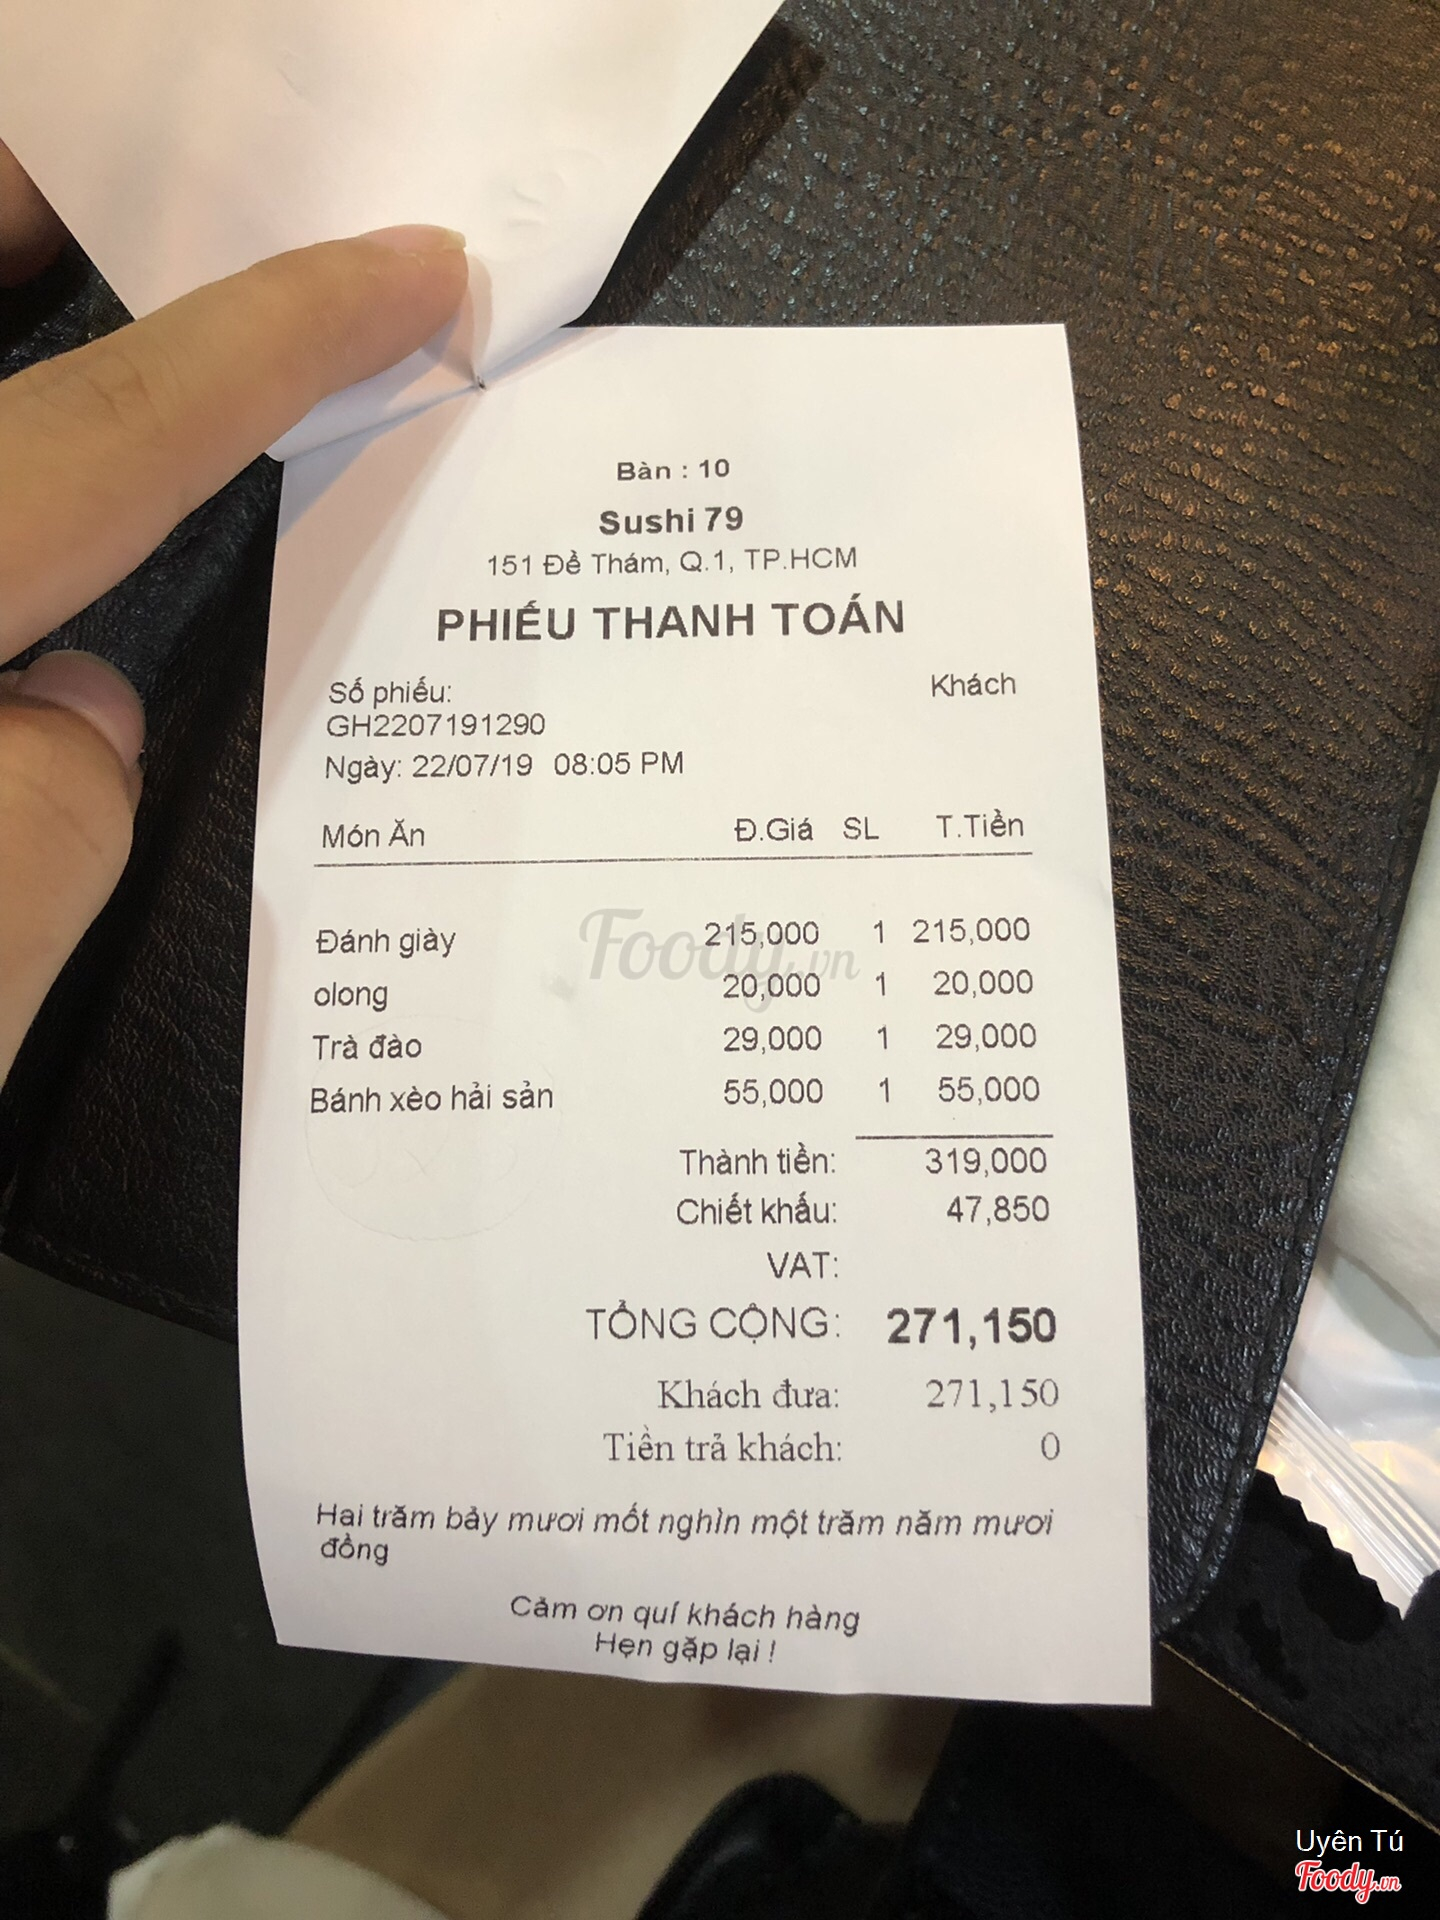 Bàn : 10
Sushi 79
151 Đề Thám, Q.1, TP.HCM
PHIẾU THANH TOÁN
Số phiếu: Khách
GH2207191290
Ngày: 22/07/19 08:05 PM
Món Ăn Đ.Giá SL T.Tiền
Đánh giày 215,000 1 215,000
olong 20,000 1 20,000
Trà đào 29,000 1 29,000
Bánh xèo hải sản 55,000 1 55,000
Thành tiền: 319,000
Chiết khấu: 47,850
VAT:
TỔNG CỘNG: 271,150
Khách đưa: 271,150
Tiền trả khách: 0
Hai trăm bảy mươi mốt nghìn một trăm năm mươi
đồng
Cảm ơn quí khách hàng
Hẹn gặp lại !
Foody.vn
Uyên Tú
Foody.vn